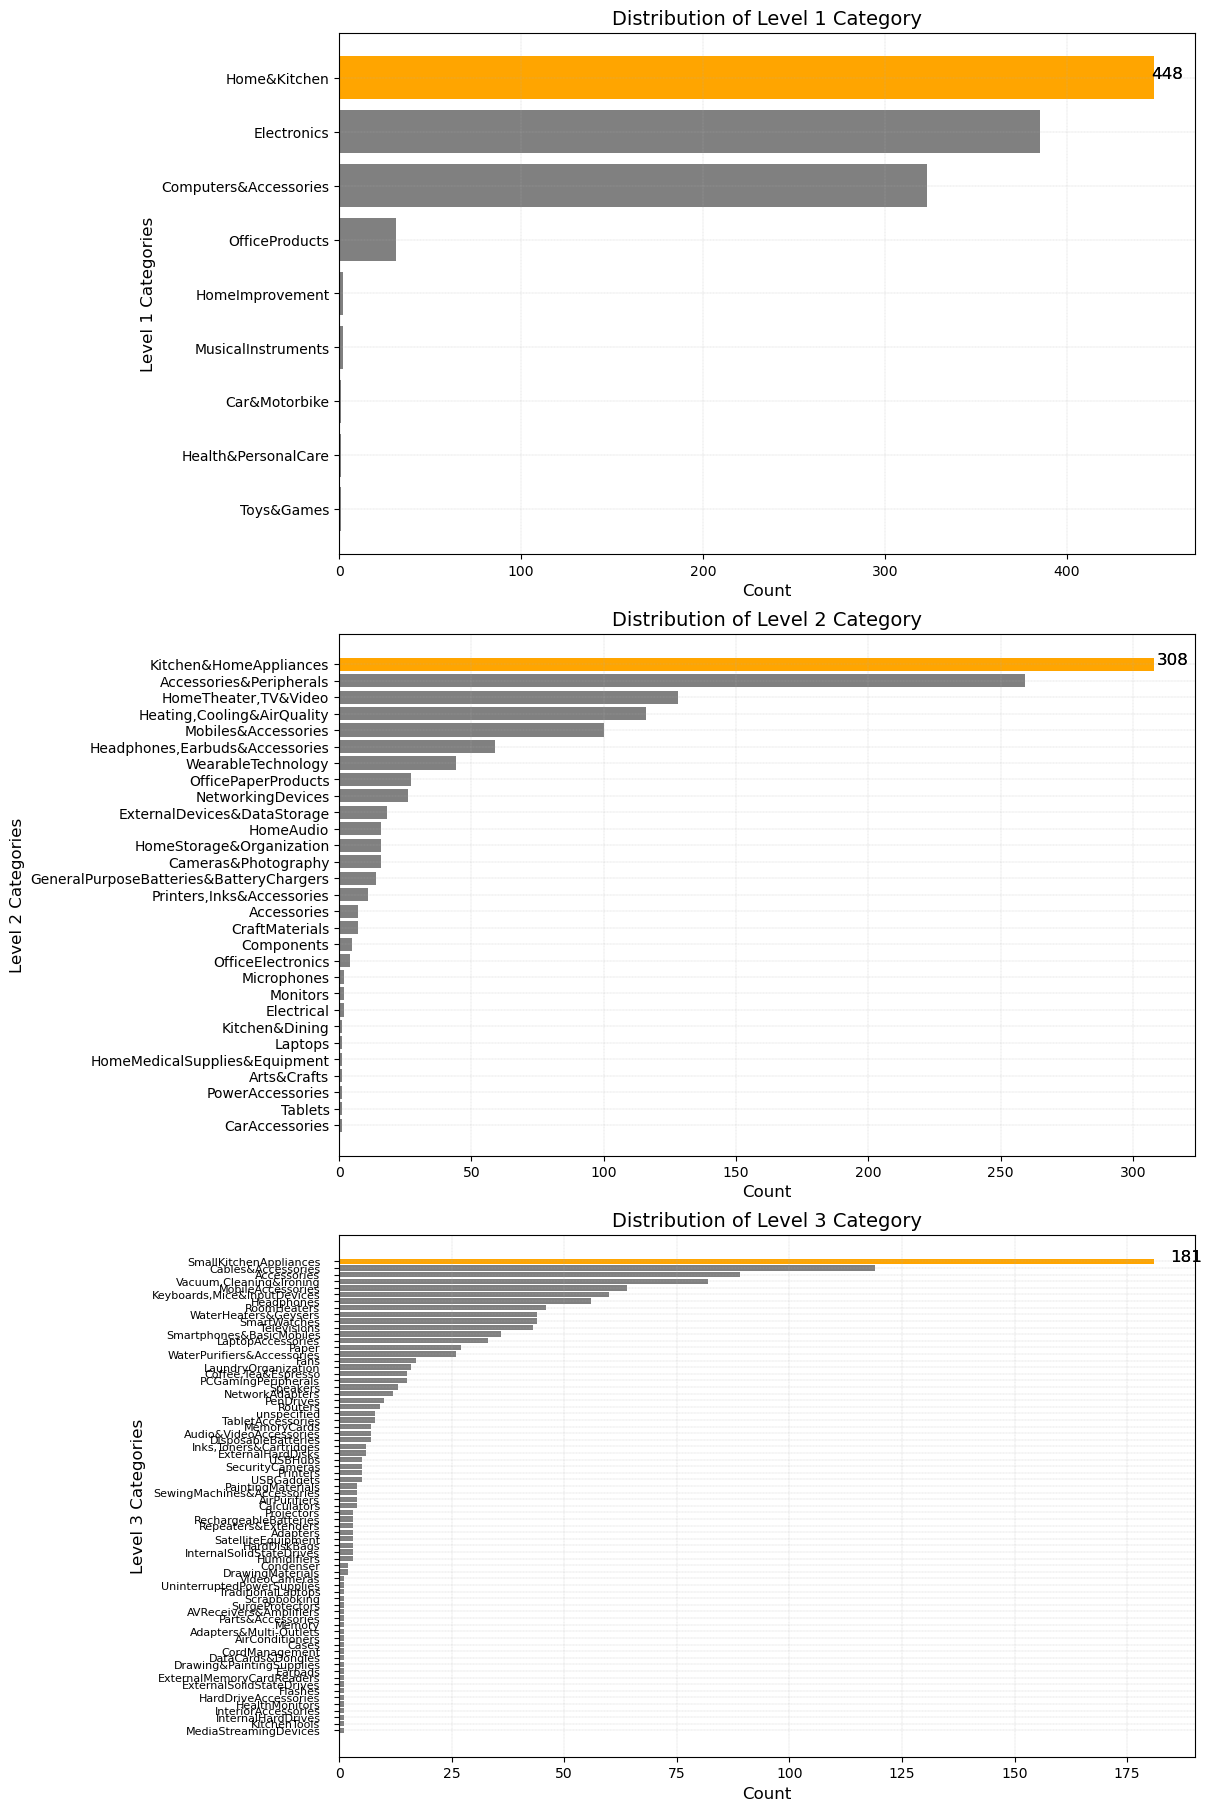 Distribution of Level 1 Category
Level 1 Categories
Home&Kitchen
448
Electronics
Computers&Accessories
OfficeProducts
HomeImprovement
MusicalInstruments
Car&Motorbike
Health&PersonalCare
Toys&Games
0 100 200 300 400
Count
Distribution of Level 2 Category
Level 2 Categories
Kitchen&HomeAppliances
308
Accessories&Peripherals
HomeTheater,TV&Video
Heating,Cooling&AirQuality
Mobiles&Accessories
Headphones,Earbuds&Accessories
WearableTechnology
OfficePaperProducts
NetworkingDevices
ExternalDevices&DataStorage
HomeAudio
HomeStorage&Organization
Cameras&Photography
GeneralPurposeBatteries&BatteryChargers
Printers,Inks&Accessories
Accessories
CraftMaterials
Components
OfficeElectronics
Microphones
Monitors
Electrical
Kitchen&Dining
Laptops
HomeMedicalSupplies&Equipment
Arts&Crafts
PowerAccessories
Tablets
CarAccessories
0 50 100 150 200 250 300
Count
Distribution of Level 3 Category
Level 3 Categories
SmallKitchenAppliances
181
Cables&Accessories
Accessories
Vacuum,Cleaning&Ironing
MobileAccessories
Keyboards,Mice&InputDevices
Headphones
RoomHeaters
WaterHeaters&Geysers
SmartWatches
Televisions
Smartphones&BasicMobiles
LaptopAccessories
Paper
WaterPurifiers&Accessories
Fans
LaundryOrganization
Coffee,Tea&Espresso
PCGamingPeripherals
Speakers
NetworkAdapters
PenDrives
Routers
unspecified
TabletAccessories
MemoryCards
Audio&VideoAccessories
DisposableBatteries
Inks,Toners&Cartridges
ExternalHardDisks
USBHubs
SecurityCameras
Printers
USBGadgets
PaintingMaterials
SewingMachines&Accessories
AirPurifiers
Calculators
Projectors
RechargeableBatteries
Repeaters&Extenders
Adapters
SatelliteEquipment
HardDiskBags
InternalSolidStateDrives
Humidifiers
Condenser
DrawingMaterials
VideoCameras
UninterruptedPowerSupplies
TraditionalLaptops
Scrapbooking
SurgeProtectors
AVReceivers&Amplifiers
Parts&Accessories
Memory
Adapters&Multi-Outlets
AirConditioners
Cases
CordManagement
DataCards&Dongles
Drawing&PaintingSupplies
Earpads
ExternalMemoryCardReaders
ExternalSolidStateDrives
Flashes
HardDriveAccessories
HealthMonitors
InteriorAccessories
InternalHardDrives
KitchenTools
MediaStreamingDevices
0 25 50 75 100 125 150 175
Count